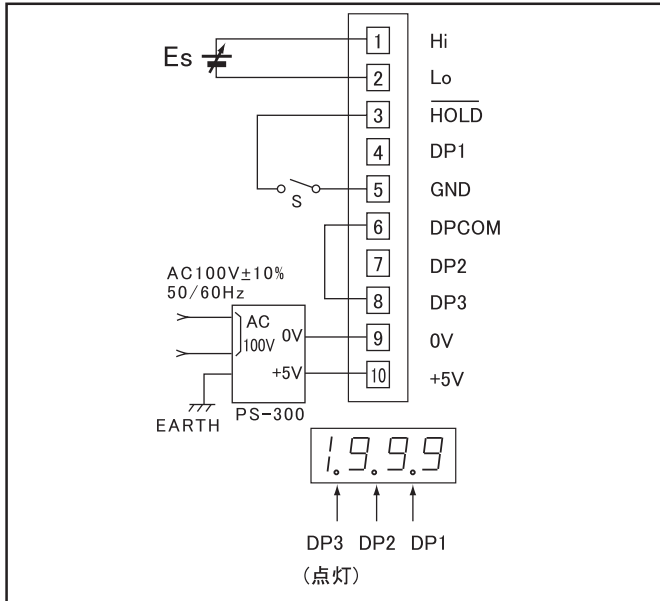 1 Hi
Es
2 Lo
3 HOLD
4 DP1
5 GND
S
6 DPCOM
7 DP2
AC100V±10%
50/60Hz
8 DP3
AC
100V
0V
9 0V
+5V
10 +5V
PS-300
EARTH
1.9.9.9
DP3 DP2 DP1
(点灯)